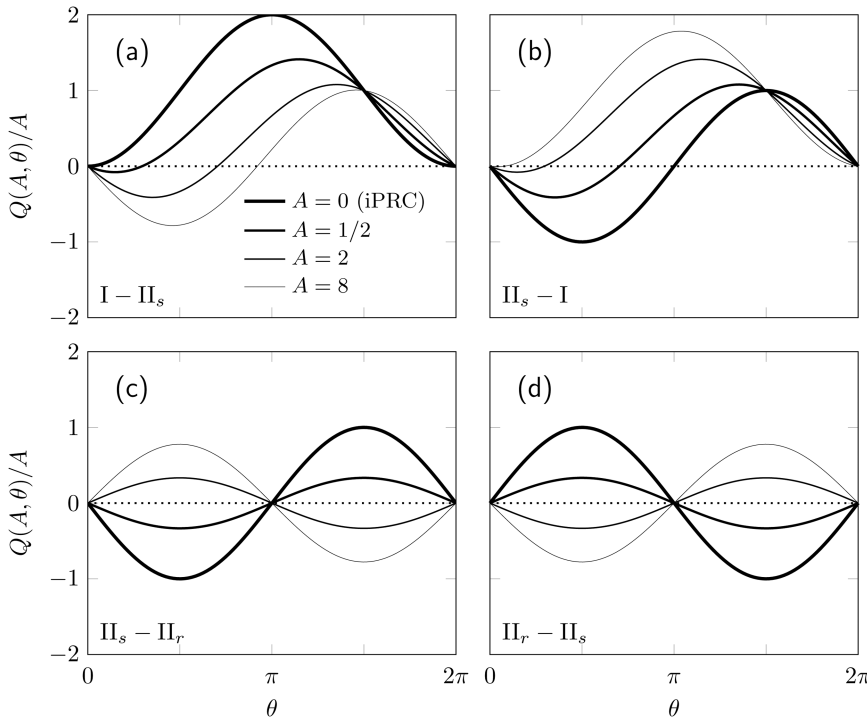 2
(a)
(b)
1
0
−1
−2
Q(A, θ)/A
A = 0 (iPRC)
A = 1/2
A = 2
A = 8
I − IIₛ
IIₛ − I
2
(c)
(d)
1
0
−1
−2
Q(A, θ)/A
IIₛ − IIᵣ
IIᵣ − IIₛ
0 π 2π 0 π 2π
θ θ